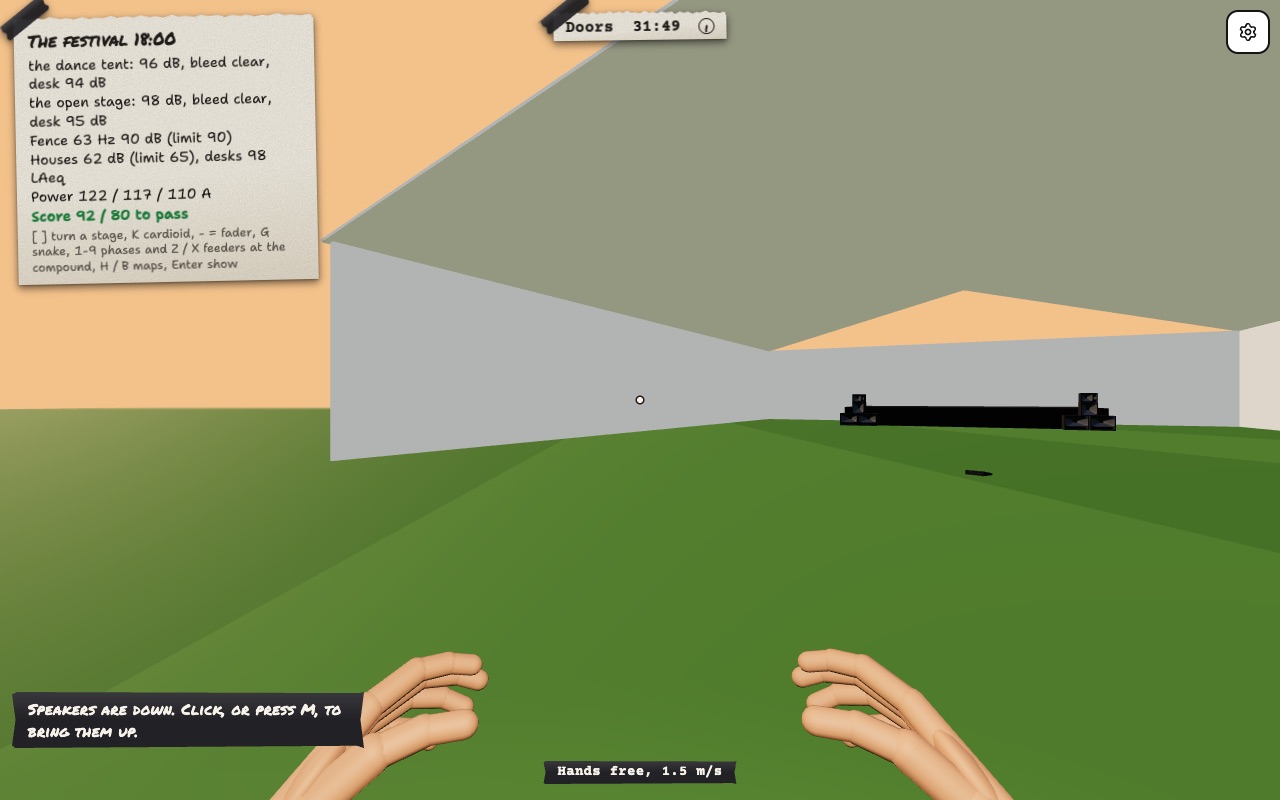 The festival 18:00
the dance tent: 96 dB, bleed clear,
desk 94 dB
the open stage: 98 dB, bleed clear,
desk 95 dB
Fence 63 Hz 90 dB (limit 90)
Houses 62 dB (limit 65), desks 98
LAeq
Power 122 / 117 / 110 A
Score 92 / 80 to pass
[ ] turn a stage, K cardioid, - = fader, G
snake, 1-9 phases and Z / X feeders at the
compound, H / B maps, Enter show
Doors 31:49
Speakers are down. Click, or press M, to
bring them up.
Hands free, 1.5 m/s